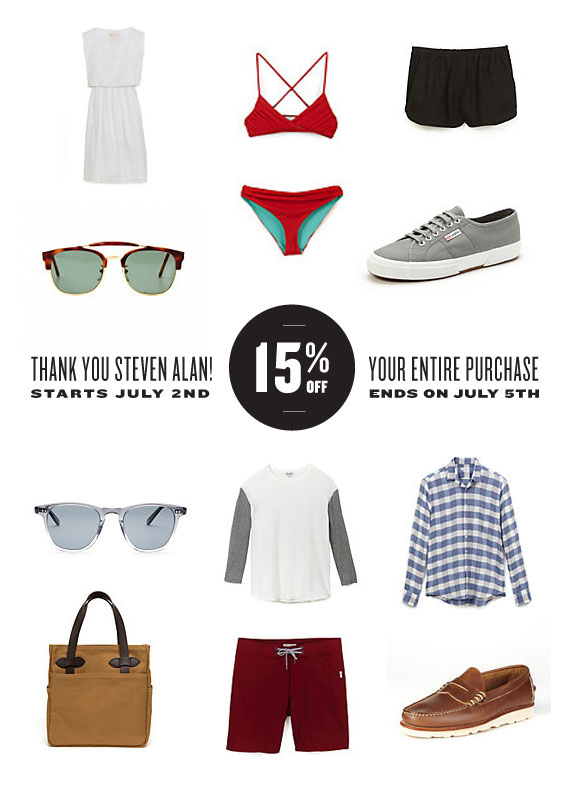 THANK YOU STEVEN ALAN!
STARTS JULY 2ND
15% OFF
YOUR ENTIRE PURCHASE
ENDS ON JULY 5TH